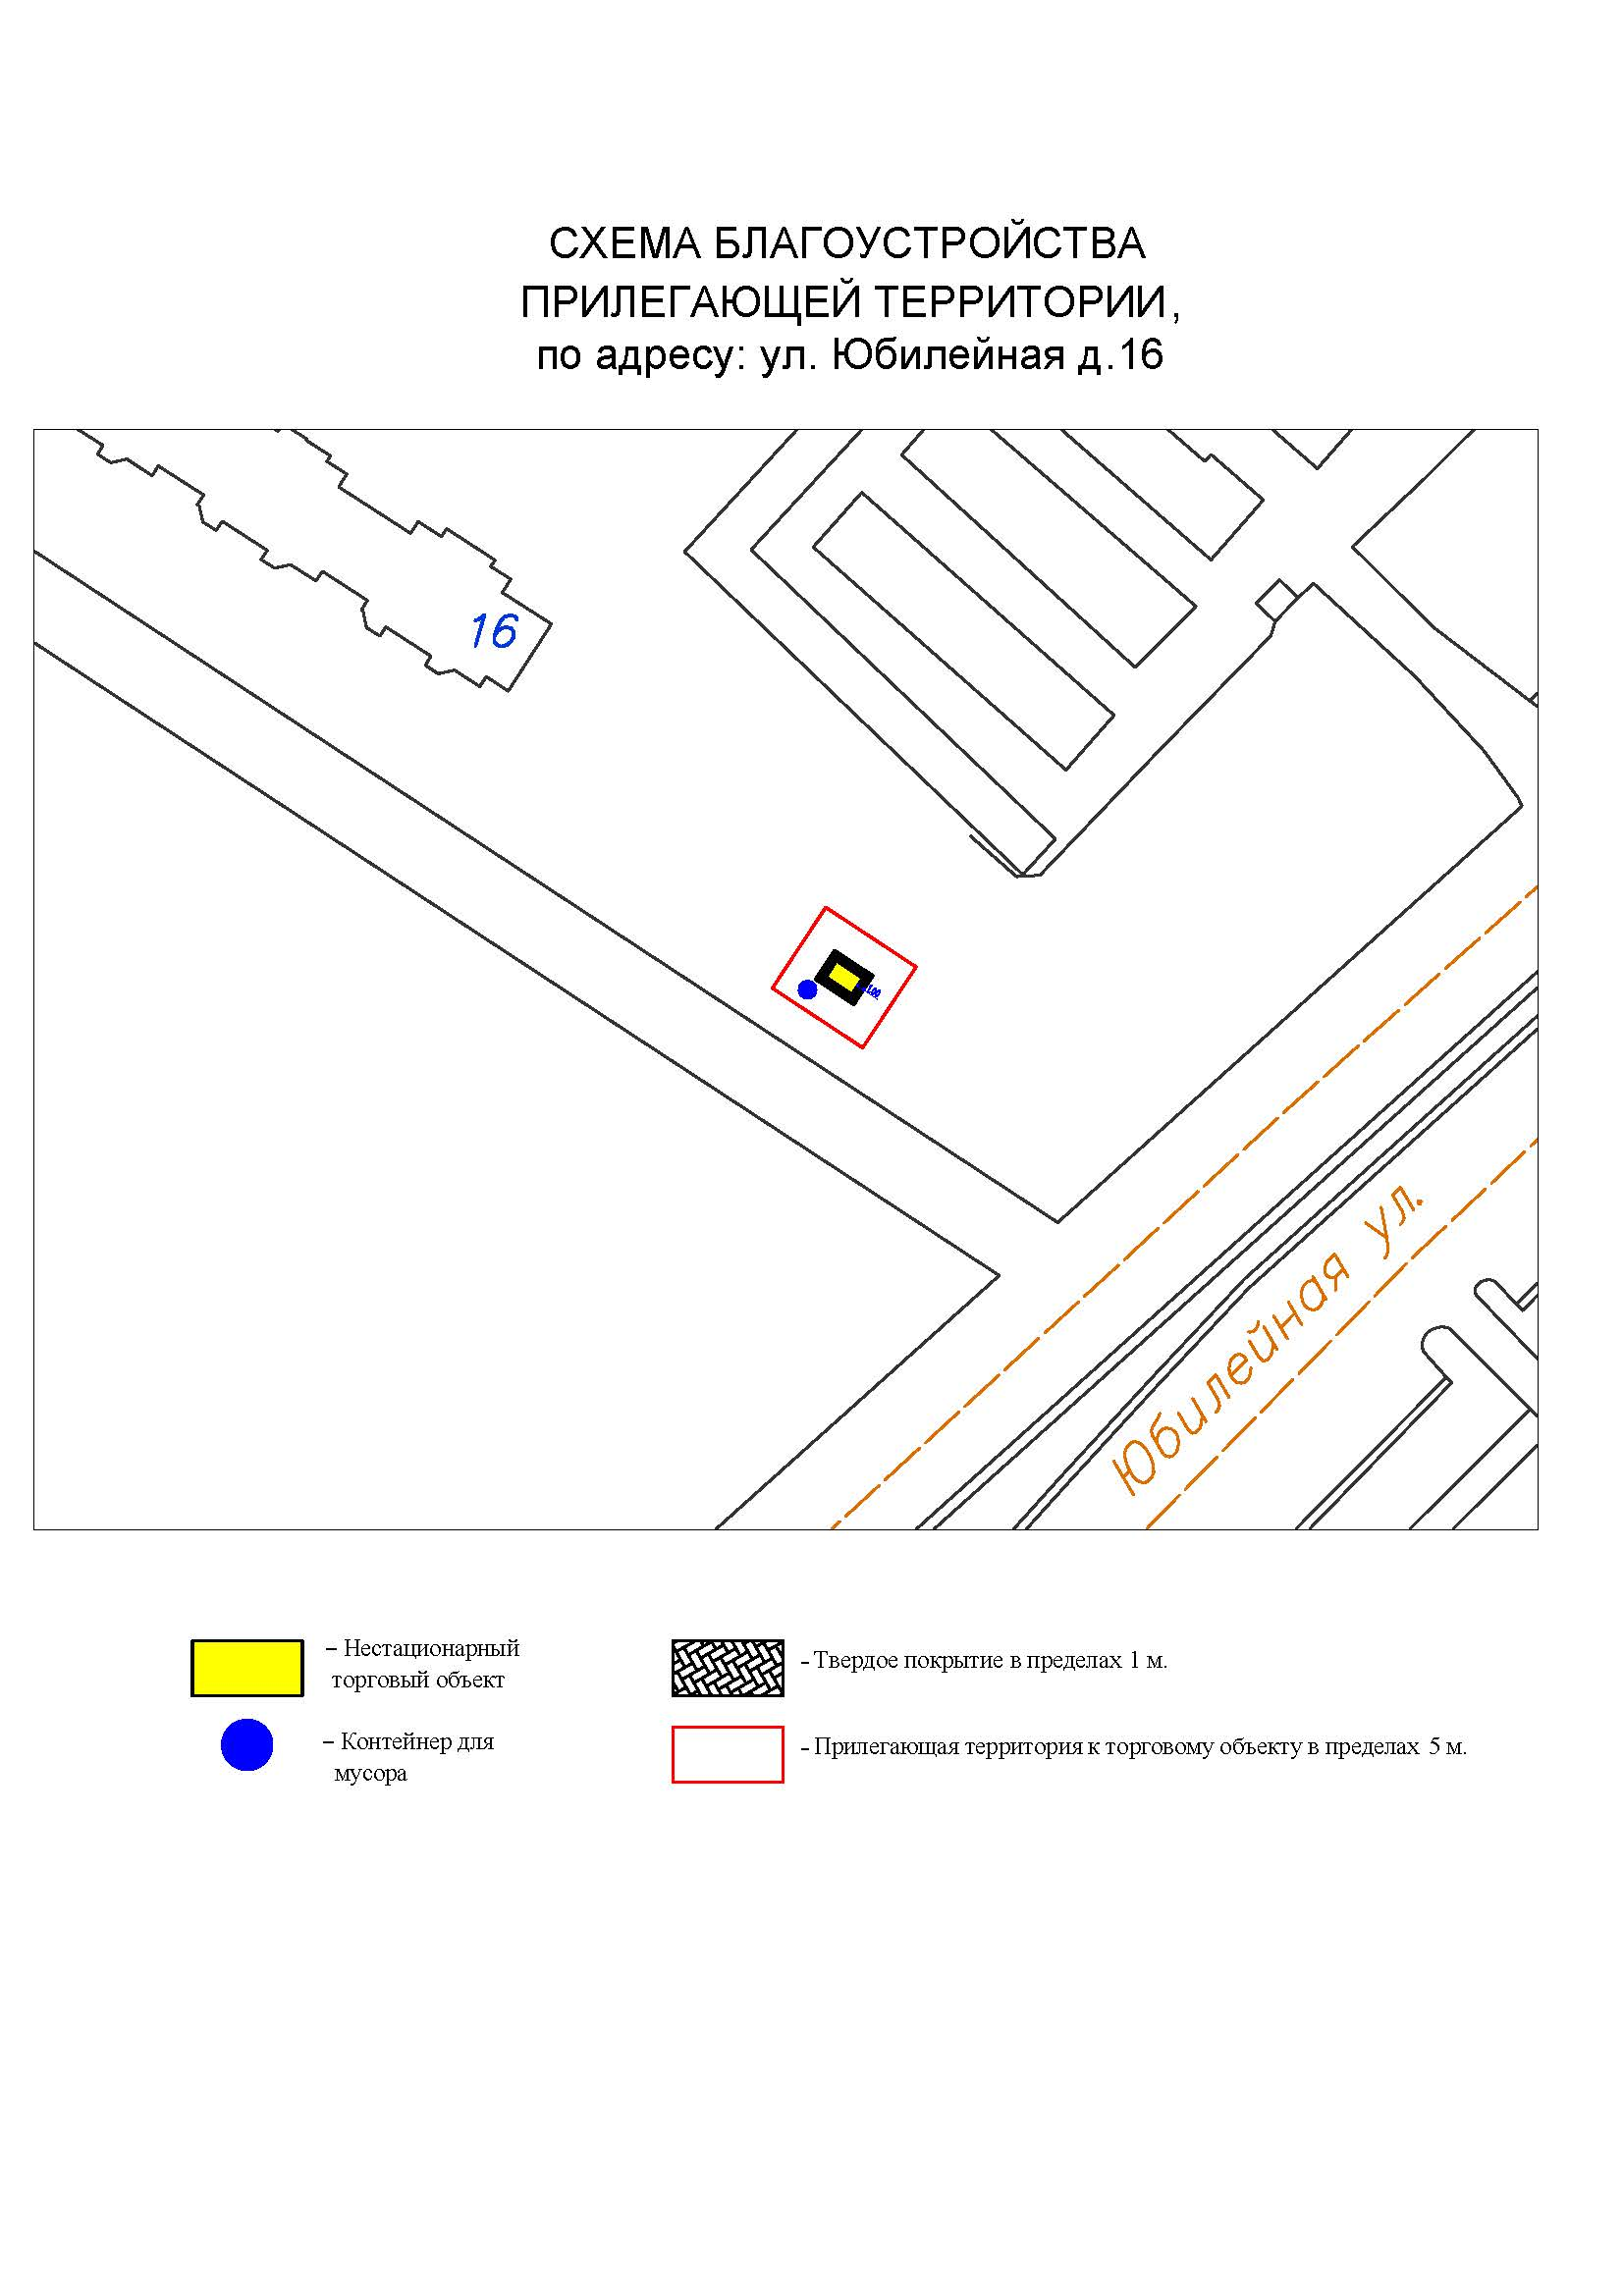 СХЕМА БЛАГОУСТРОЙСТВА
ПРИЛЕГАЮЩЕЙ ТЕРРИТОРИИ,
по адресу: ул. Юбилейная д.16
16
Юбилейная ул.
– Нестационарный
торговый объект
– Твердое покрытие в пределах 1 м.
– Контейнер для
мусора
– Прилегающая территория к торговому объекту в пределах 5 м.